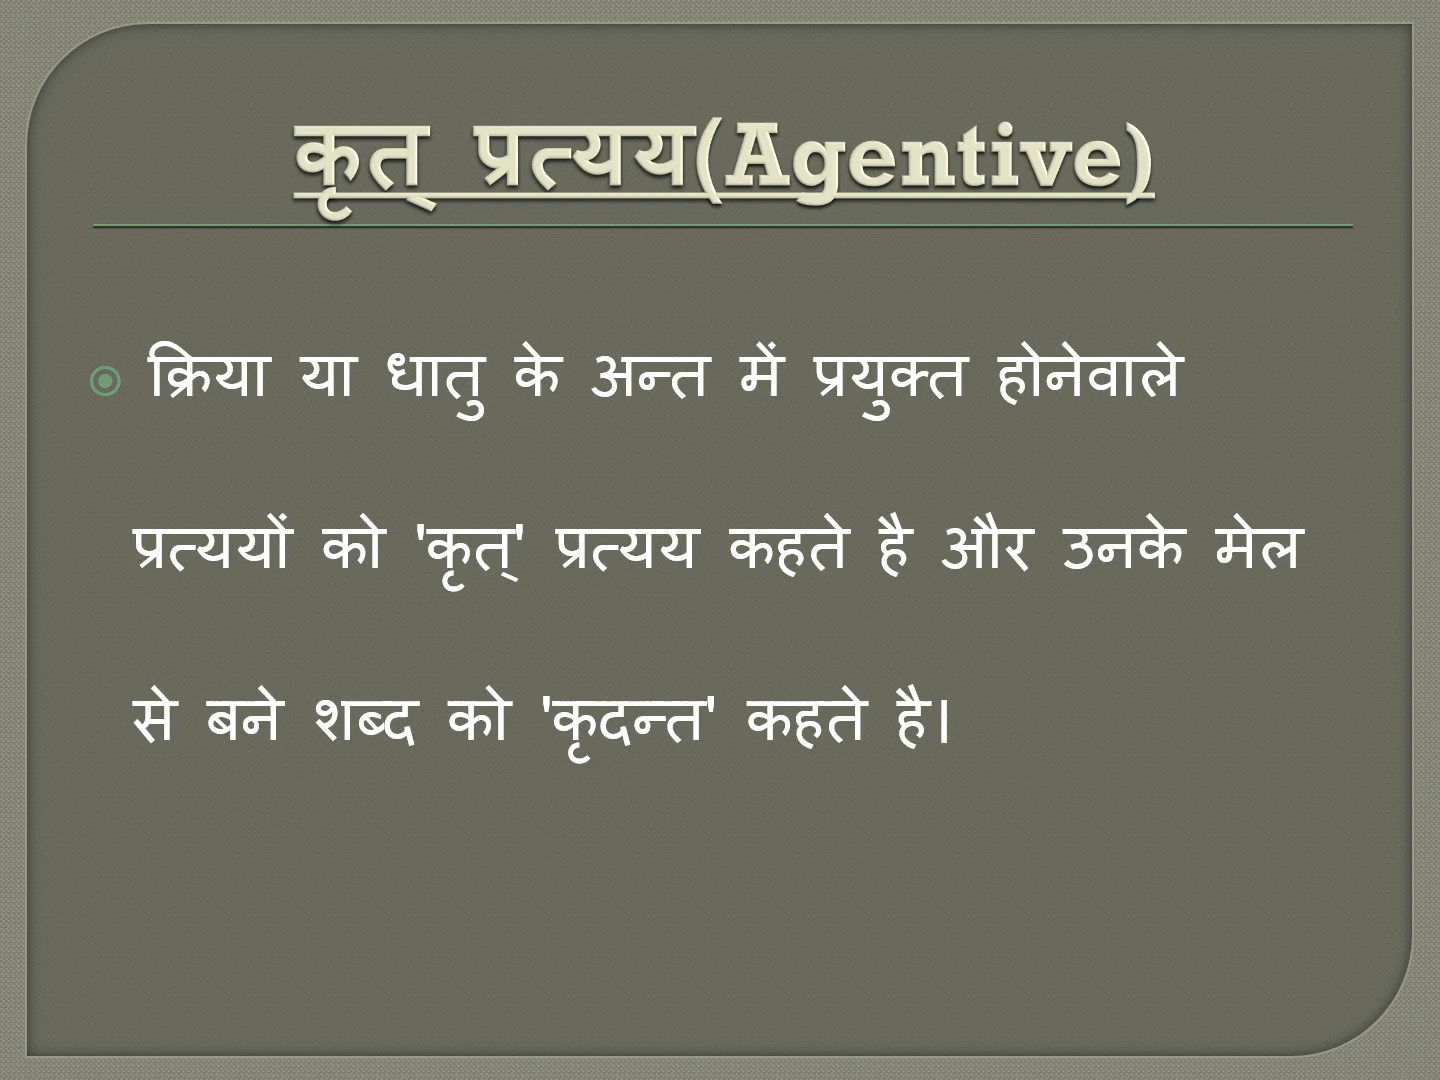 कृत् प्रत्यय(Agentive)
क्रिया या धातु के अन्त में प्रयुक्त होनेवाले
प्रत्ययों को 'कृत्' प्रत्यय कहते है और उनके मेल
से बने शब्द को 'कृदन्त' कहते है।